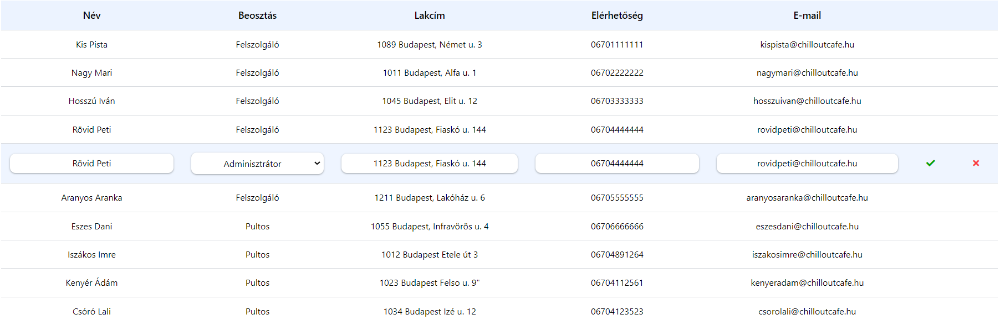 Név Beosztás Lakcím Elérhetőség E-mail
Kis Pista Felszolgáló 1089 Budapest, Német u. 3 06701111111 kispista@chilloutcafe.hu
Nagy Mari Felszolgáló 1011 Budapest, Alfa u. 1 06702222222 nagymari@chilloutcafe.hu
Hosszú Iván Felszolgáló 1045 Budapest, Elit u. 12 06703333333 hosszuivan@chilloutcafe.hu
Rövid Peti Felszolgáló 1123 Budapest, Fiaskó u. 144 06704444444 rovidpeti@chilloutcafe.hu
Rövid Peti Adminisztrátor 1123 Budapest, Fiaskó u. 144 06704444444 rovidpeti@chilloutcafe.hu
Aranyos Aranka Felszolgáló 1211 Budapest, Lakóház u. 6 06705555555 aranyosaranka@chilloutcafe.hu
Eszes Dani Pultos 1055 Budapest, Infravörös u. 4 06706666666 eszesdani@chilloutcafe.hu
Iszákos Imre Pultos 1012 Budapest Etele út 3 06704891264 iszakosimre@chilloutcafe.hu
Kenyér Ádám Pultos 1023 Budapest Felso u. 9" 06704112561 kenyeradam@chilloutcafe.hu
Csóró Lali Pultos 1034 Budapest Izé u. 12 06704123523 csorolali@chilloutcafe.hu